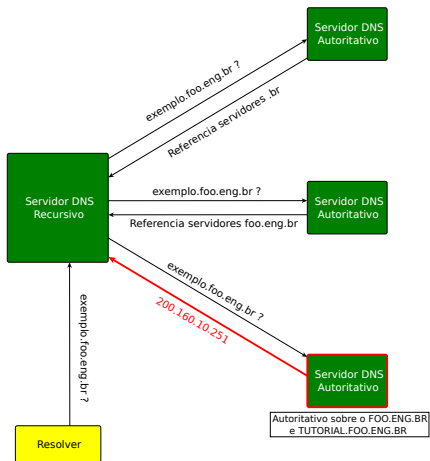 Servidor DNS
Autoritativo
exemplo.foo.eng.br ?
Referencia servidores .br
Servidor DNS
Recursivo
exemplo.foo.eng.br ?
Referencia servidores foo.eng.br
Servidor DNS
Autoritativo
exemplo.foo.eng.br ?
200.160.10.251
exemplo.foo.eng.br ?
Servidor DNS
Autoritativo
Autoritativo sobre o FOO.ENG.BR
e TUTORIAL.FOO.ENG.BR
Resolver